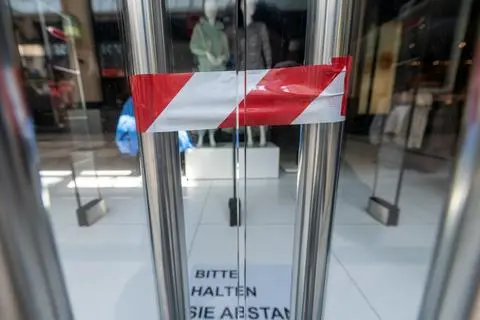 BITTE
HALTEN
SIE ABSTAN